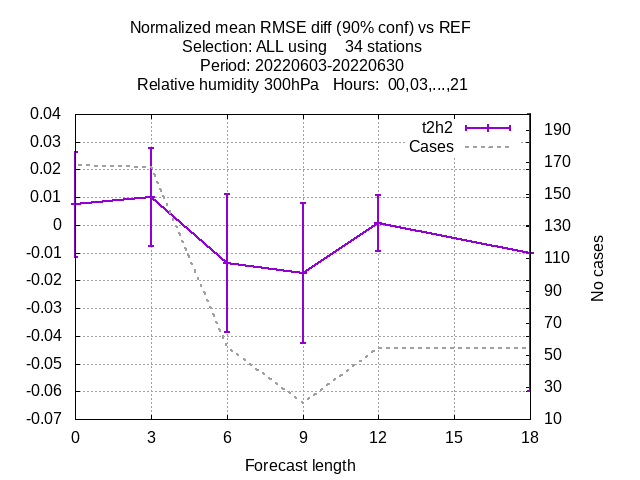 Normalized mean RMSE diff (90% conf) vs REF
Selection: ALL using    34 stations
Period: 20220603-20220630
Relative humidity 300hPa   Hours:  00,03,...,21
t2h2
Cases
0.04
0.03
0.02
0.01
0
-0.01
-0.02
-0.03
-0.04
-0.05
-0.06
-0.07
190
170
150
130
110
90
70
50
30
10
No cases
0 3 6 9 12 15 18
Forecast length